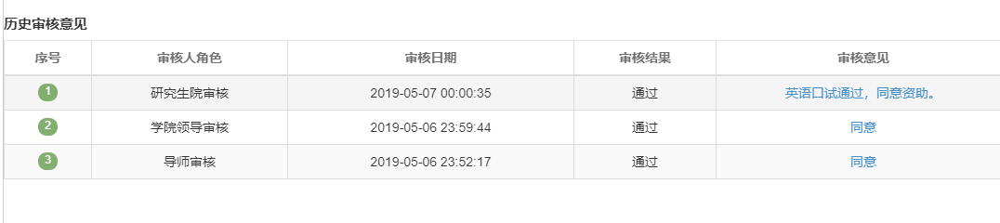 历史审核意见
序号 审核人角色 审核日期 审核结果 审核意见
1 研究生院审核 2019-05-07 00:00:35 通过 英语口试通过，同意资助。
2 学院领导审核 2019-05-06 23:59:44 通过 同意
3 导师审核 2019-05-06 23:52:17 通过 同意